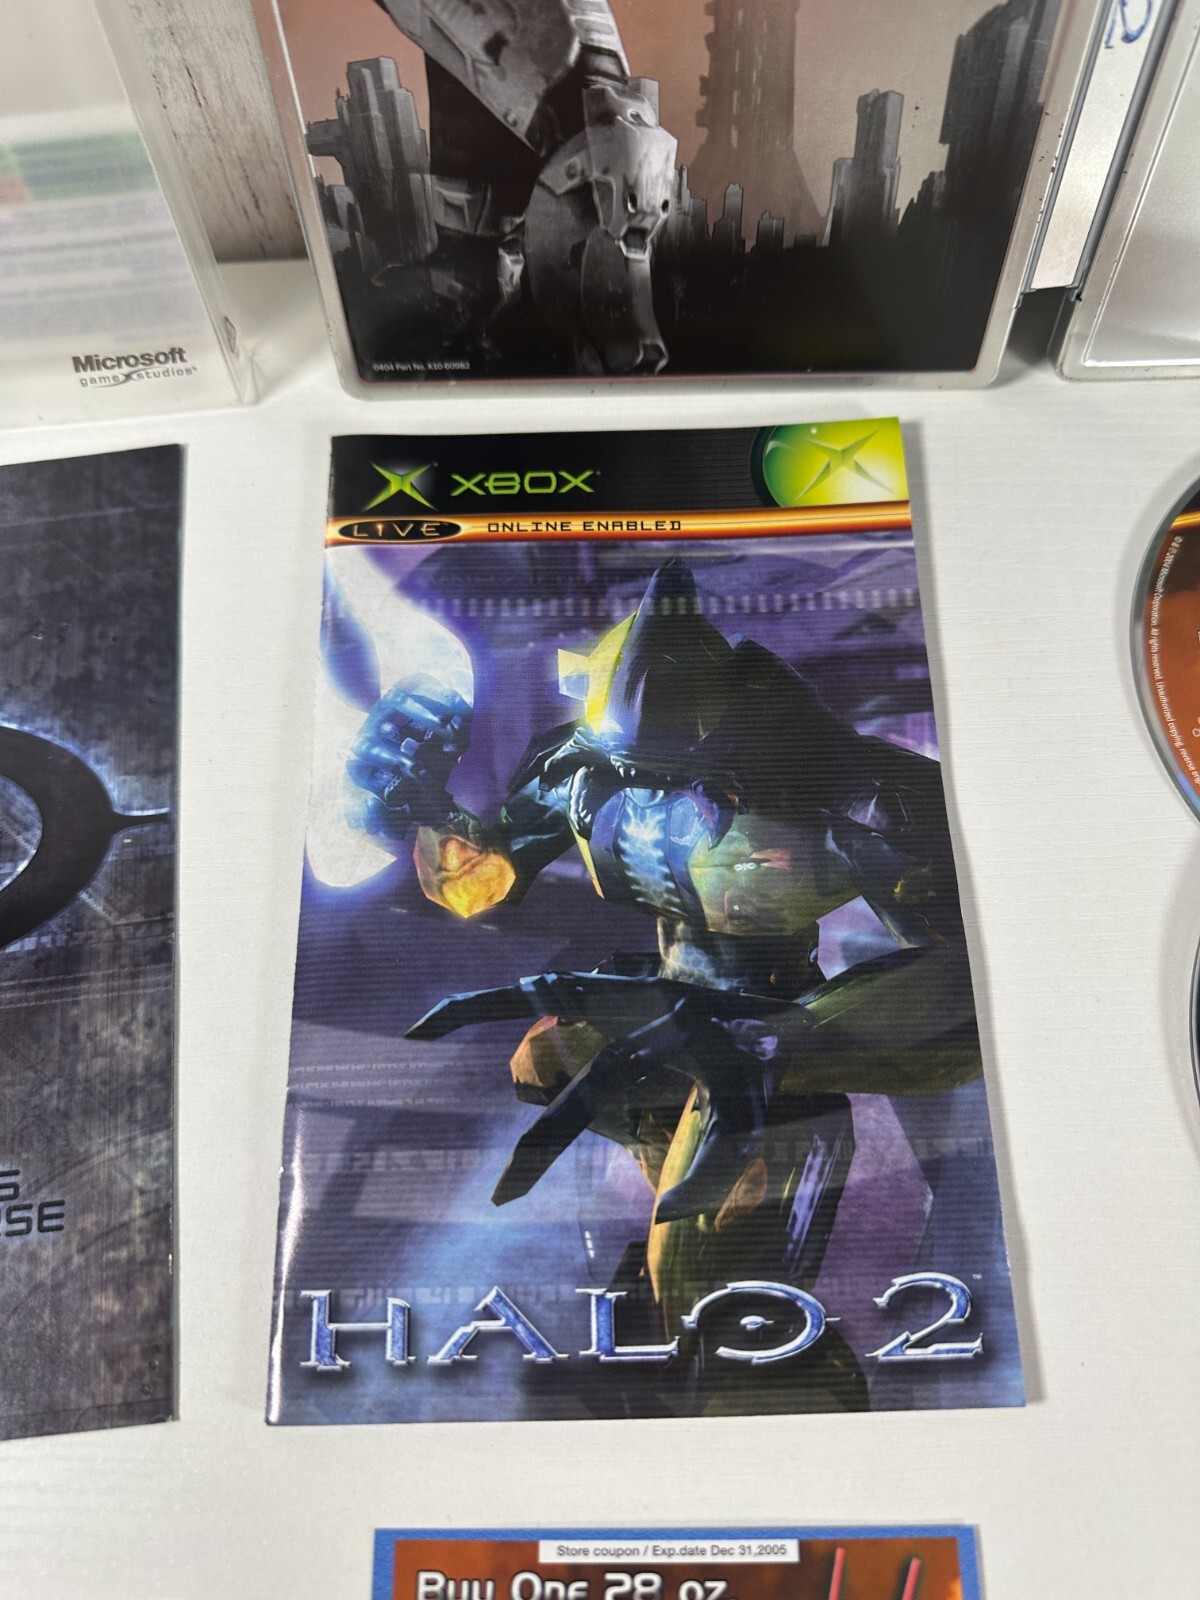 Microsoft
game studios
0404 Part No. X10-60982
XBOX
LIVE ONLINE ENABLED
HALO 2
Store coupon / Exp.date Dec 31,2005
Buy One 28 oz.